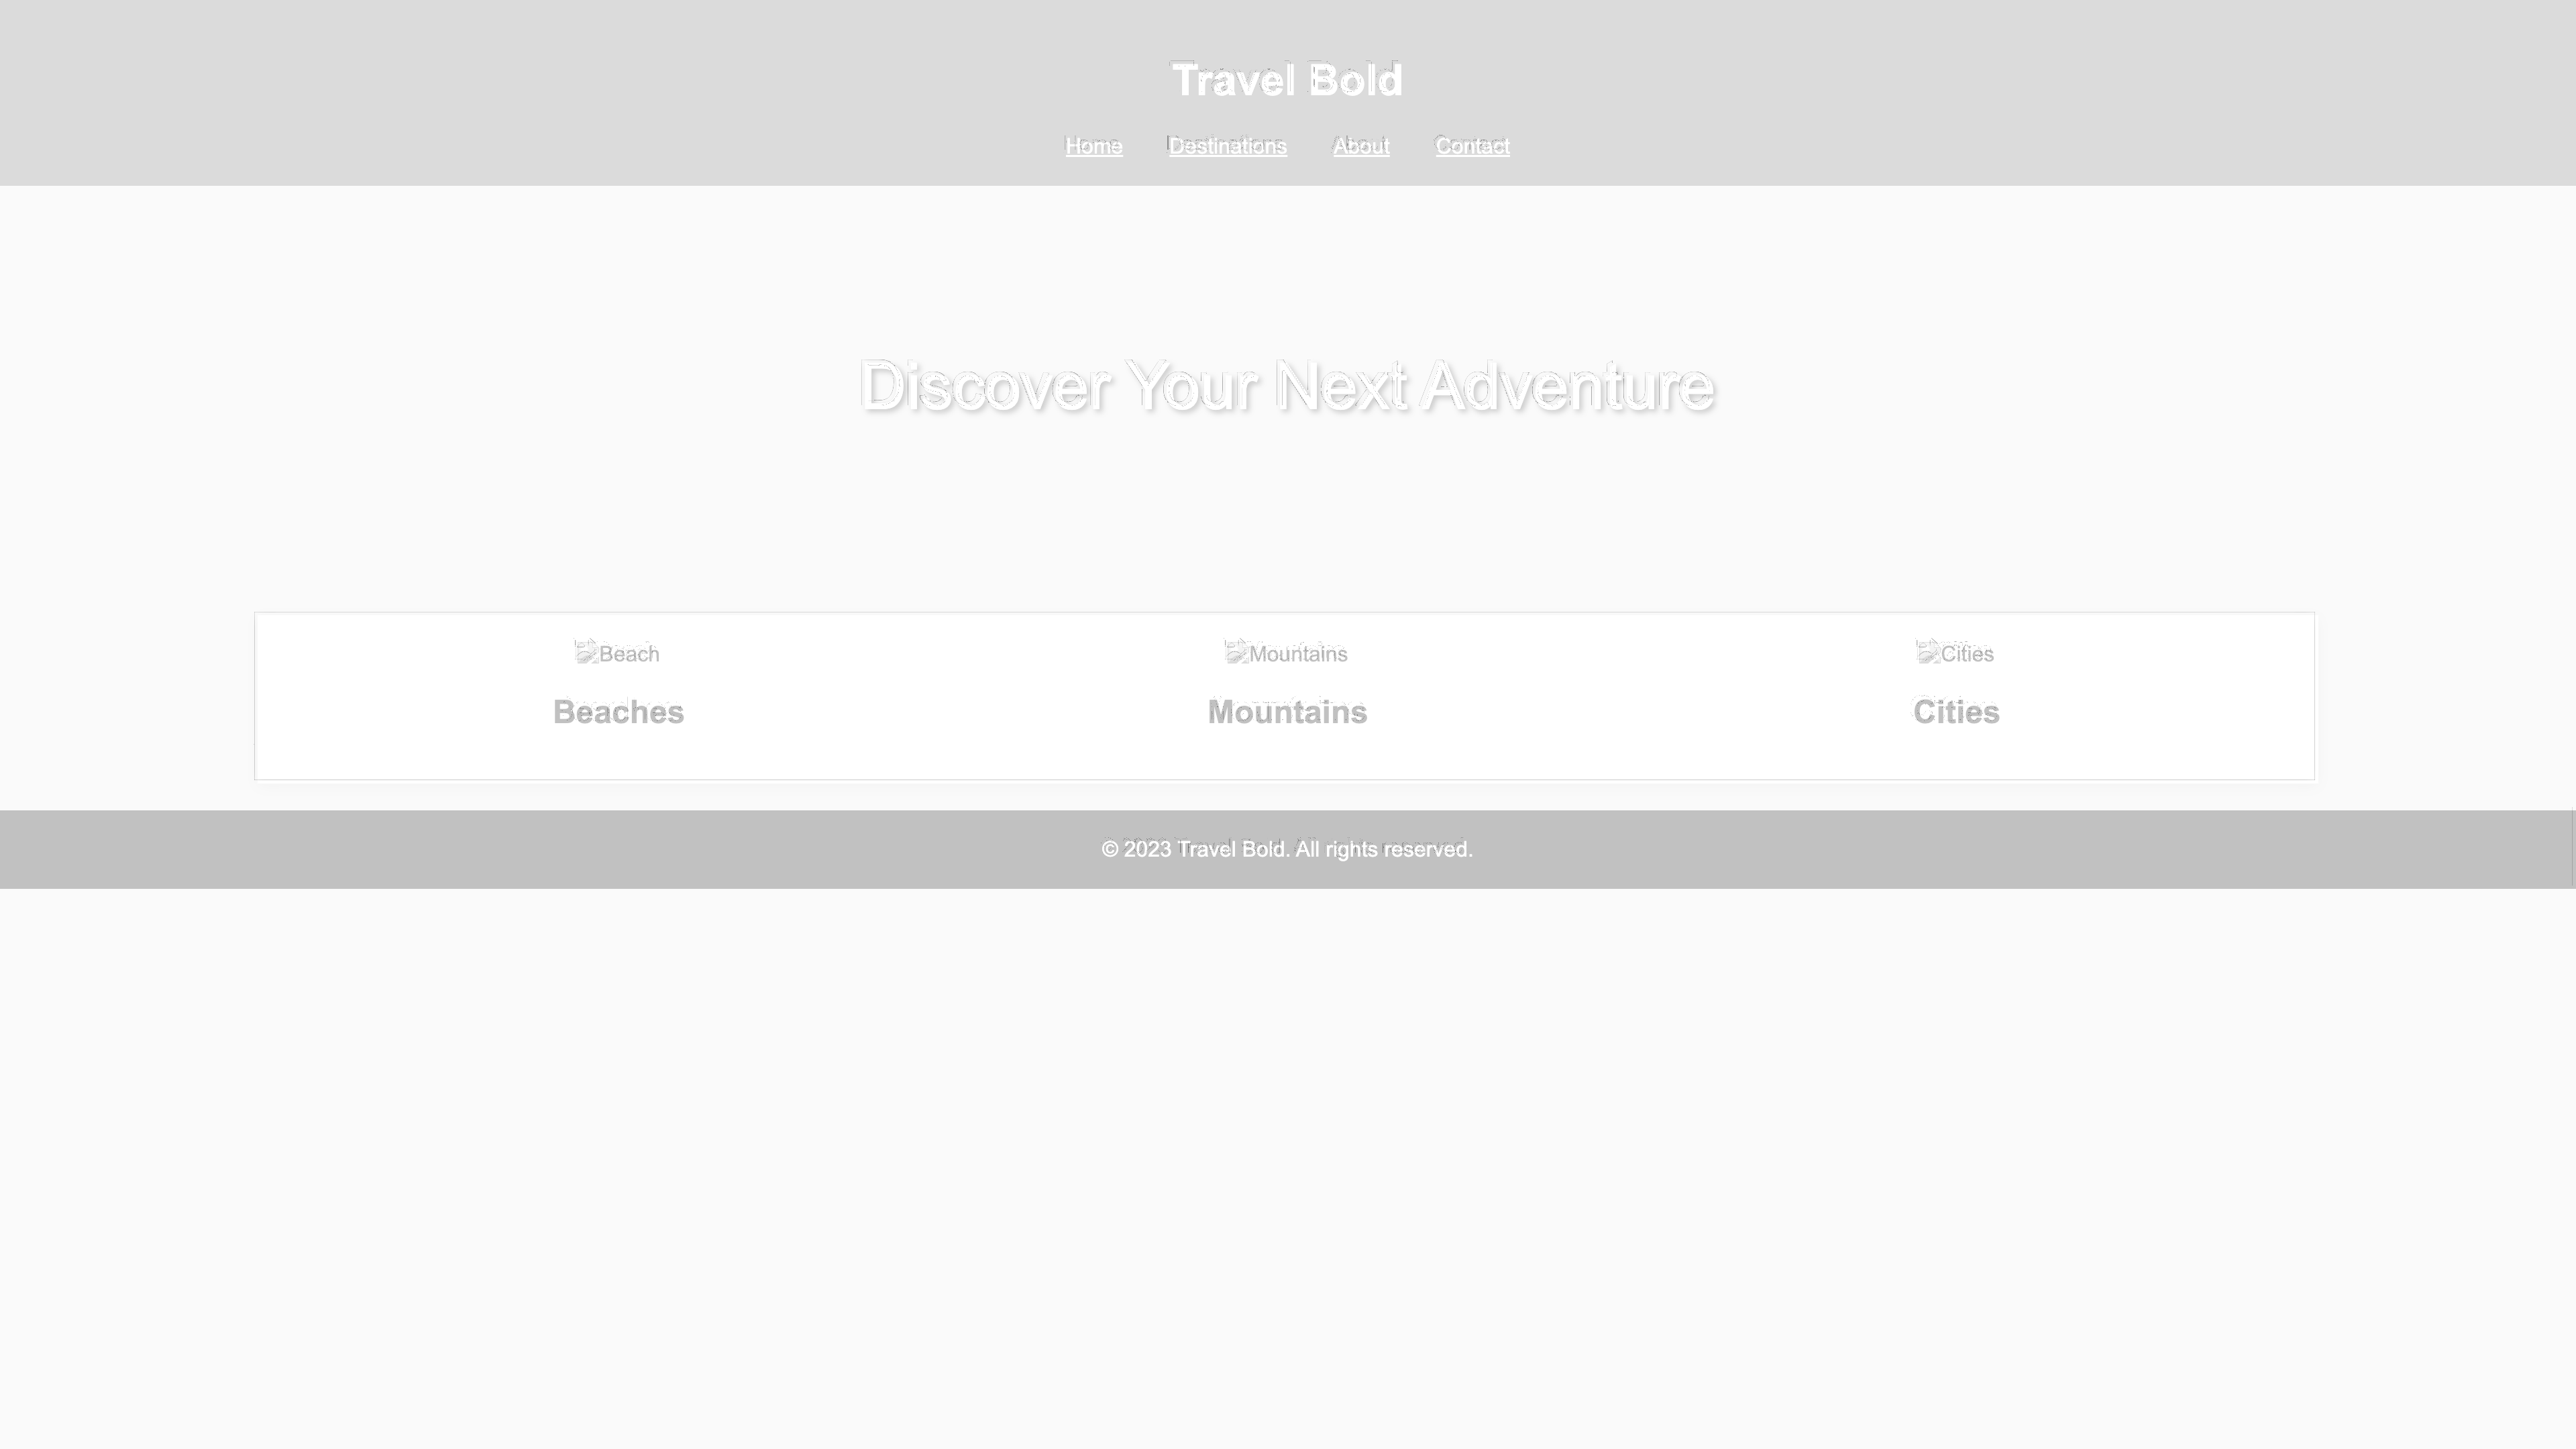 Travel Bold
Home Destinations About Contact
Discover Your Next Adventure
Beach Mountains Cities
Beaches Mountains Cities
© 2023 Travel Bold. All rights reserved.